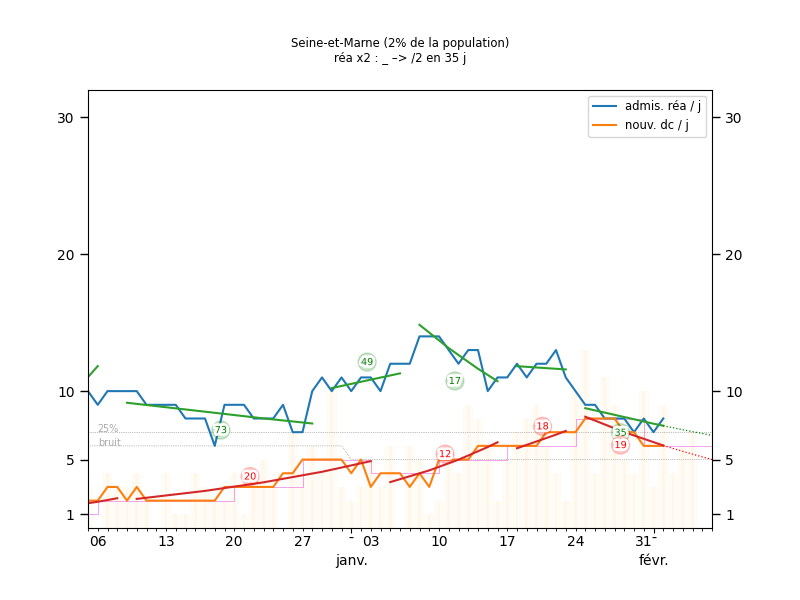 Seine-et-Marne (2% de la population)
réa x2 : _ –> /2 en 35 j
admis. réa / j
nouv. dc / j
30 30
20 20
10 10
5 5
1 1
49
17
73
25%
bruit
35
18
19
12
20
06 13 20 27 - 03 10 17 24 31-
janv. févr.